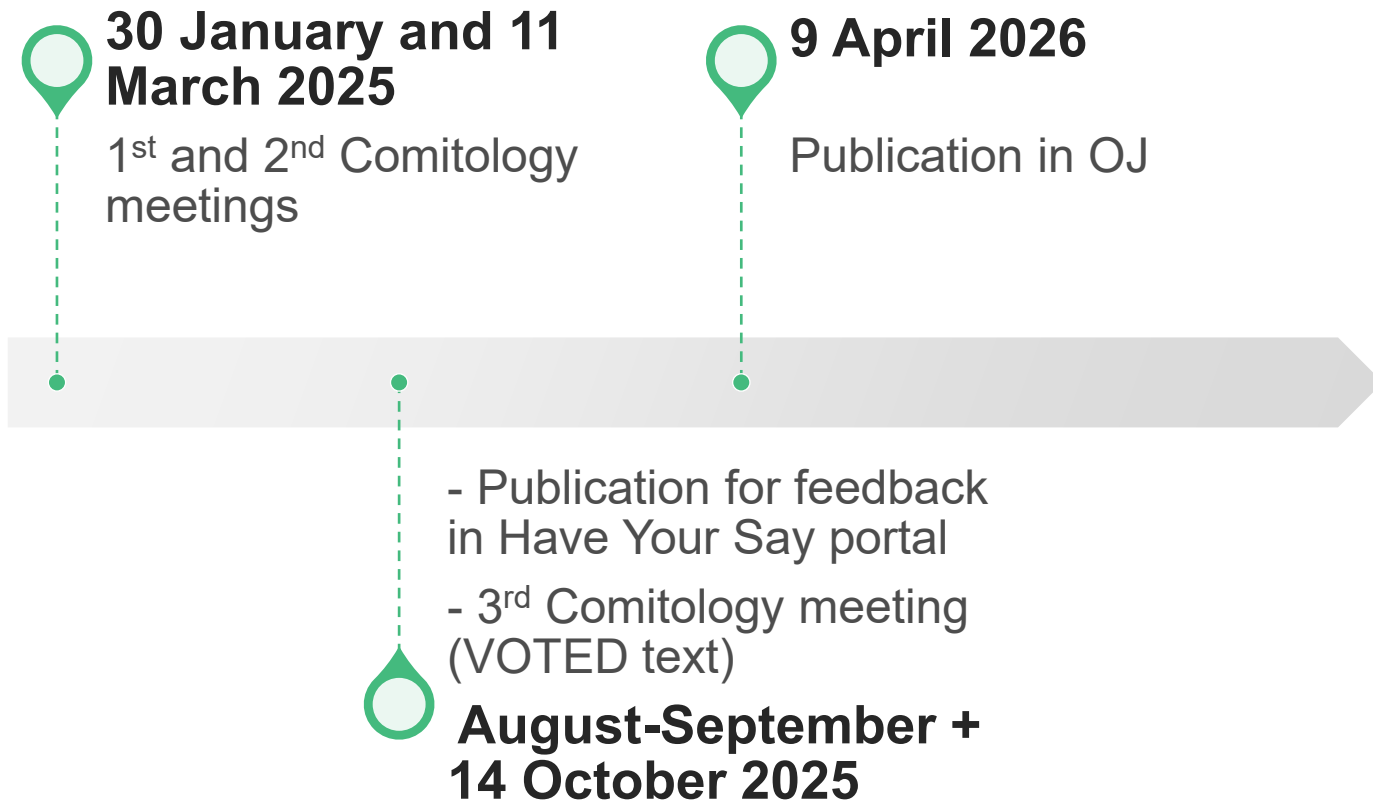 30 January and 11
March 2025
1st and 2nd Comitology
meetings
9 April 2026
Publication in OJ
- Publication for feedback
in Have Your Say portal
- 3rd Comitology meeting
(VOTED text)
August-September +
14 October 2025